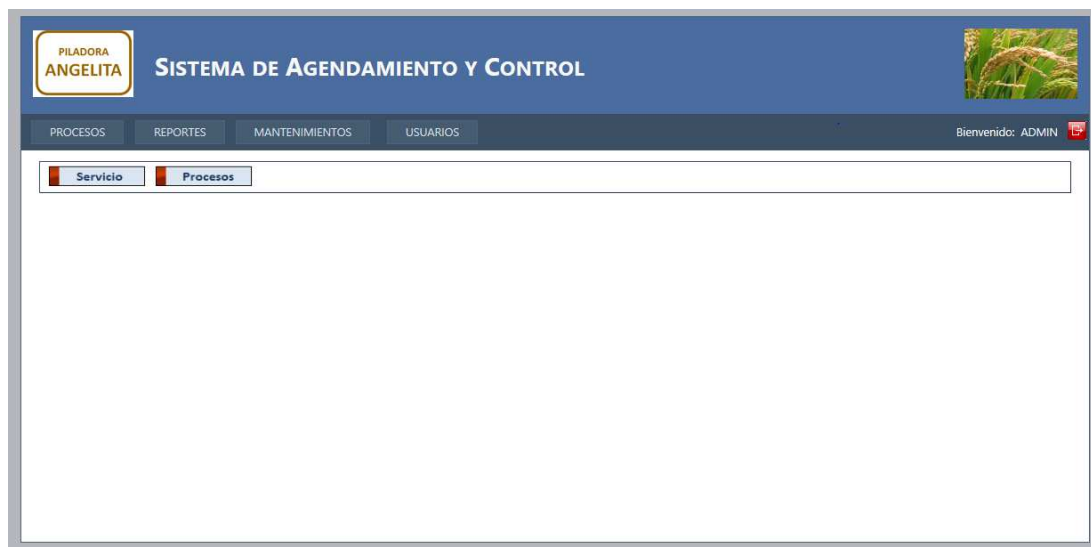 PILADORA
ANGELITA
SISTEMA DE AGENDAMIENTO Y CONTROL
PROCESOS REPORTES MANTENIMIENTOS USUARIOS Bienvenido: ADMIN
Servicio Procesos